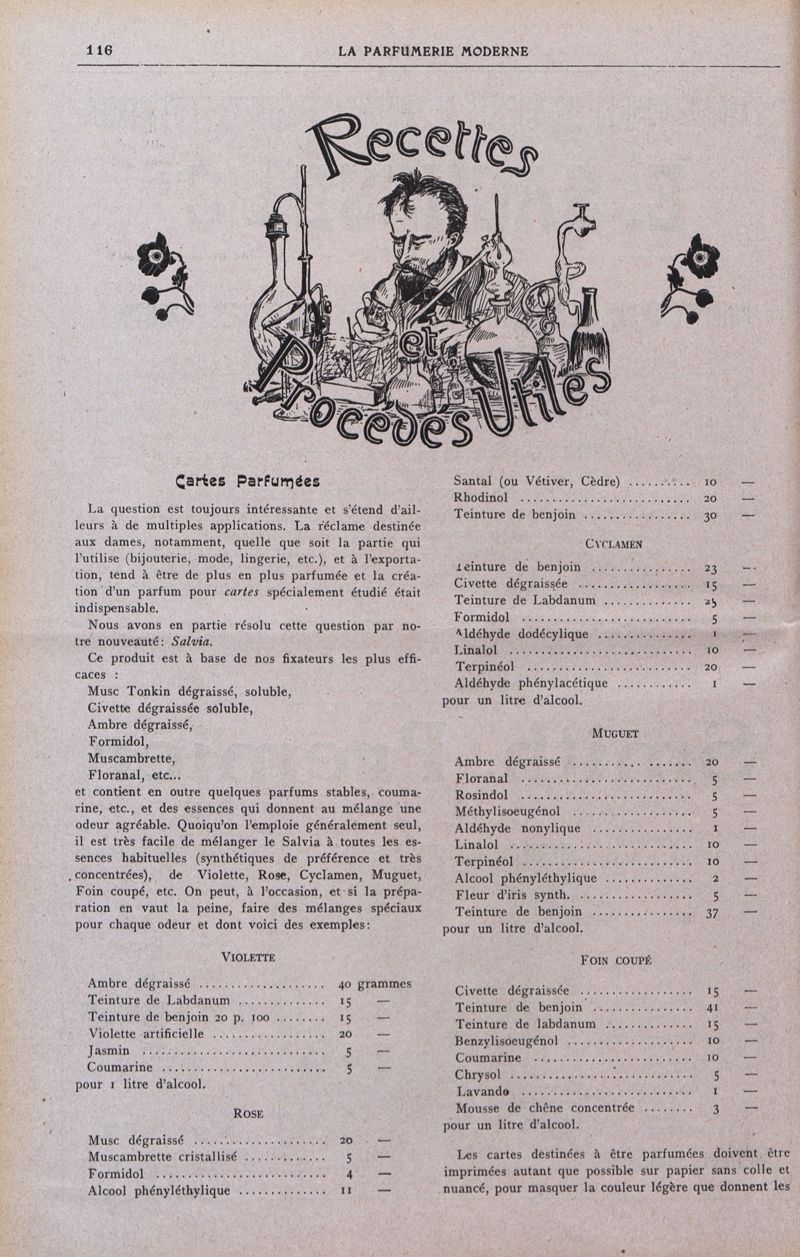 116
LA PARFUMERIE MODERNE
Recettes
et
Procédés Utiles
Cartes Parfumées
La question est toujours intéressante et s'étend d'ail-
leurs à de multiples applications. La réclame destinée
aux dames, notamment, quelle que soit la partie qui
l'utilise (bijouterie, mode, lingerie, etc.), et à l'exporta-
tion, tend à être de plus en plus parfumée et la créa-
tion d'un parfum pour cartes spécialement étudié était
indispensable.
Nous avons en partie résolu cette question par no-
tre nouveauté: Salvia.
Ce produit est à base de nos fixateurs les plus effi-
caces :
Musc Tonkin dégraissé, soluble,
Civette dégraissée soluble,
Ambre dégraissé,
Formidol,
Muscambrette,
Floranal, etc...
et contient en outre quelques parfums stables, couma-
rine, etc., et des essences qui donnent au mélange une
odeur agréable. Quoiqu'on l'emploie généralement seul,
il est très facile de mélanger le Salvia à toutes les es-
sences habituelles (synthétiques de préférence et très
concentrées), de Violette, Rose, Cyclamen, Muguet,
Foin coupé, etc. On peut, à l'occasion, et si la prépa-
ration en vaut la peine, faire des mélanges spéciaux
pour chaque odeur et dont voici des exemples:
VIOLETTE
Ambre dégraissé .................... 40 grammes
Teinture de Labdanum .............. 15 —
Teinture de benjoin 20 p. 100 ........ 15 —
Violette artificielle .................. 20 —
Jasmin ............................. 5 —
Coumarine .......................... 5 —
pour 1 litre d'alcool.
ROSE
Musc dégraissé ..................... 20 —
Muscambrette cristallisé ............. 5 —
Formidol ........................... 4 —
Alcool phényléthylique .............. 11 —
Santal (ou Vétiver, Cèdre) .......... 10 —
Rhodinol ........................... 20 —
Teinture de benjoin ................. 30 —
CYCLAMEN
Teinture de benjoin ................ 23 —
Civette dégraissée .................. 15 —
Teinture de Labdanum .............. 25 —
Formidol ........................... 5 —
Aldéhyde dodécylique ............... 1 —
Linalol ............................. 10 —
Terpinéol .......................... 20 —
Aldéhyde phénylacétique ............ 1 —
pour un litre d'alcool.
MUGUET
Ambre dégraissé ................... 20 —
Floranal ........................... 5 —
Rosindol ........................... 5 —
Méthylisoeugénol ................... 5 —
Aldéhyde nonylique ................ 1 —
Linalol ............................. 10 —
Terpinéol ........................... 10 —
Alcool phényléthylique .............. 2 —
Fleur d'iris synth. .................. 5 —
Teinture de benjoin ................ 37 —
pour un litre d'alcool.
FOIN COUPÉ
Civette dégraissée .................. 15 —
Teinture de benjoin ................ 41 —
Teinture de labdanum .............. 15 —
Benzylisoeugénol .................... 10 —
Coumarine ......................... 10 —
Chrysol ............................. 5 —
Lavande ........................... 1 —
Mousse de chêne concentrée ........ 3 —
pour un litre d'alcool.
Les cartes destinées à être parfumées doivent être
imprimées autant que possible sur papier sans colle et
nuancé, pour masquer la couleur légère que donnent les